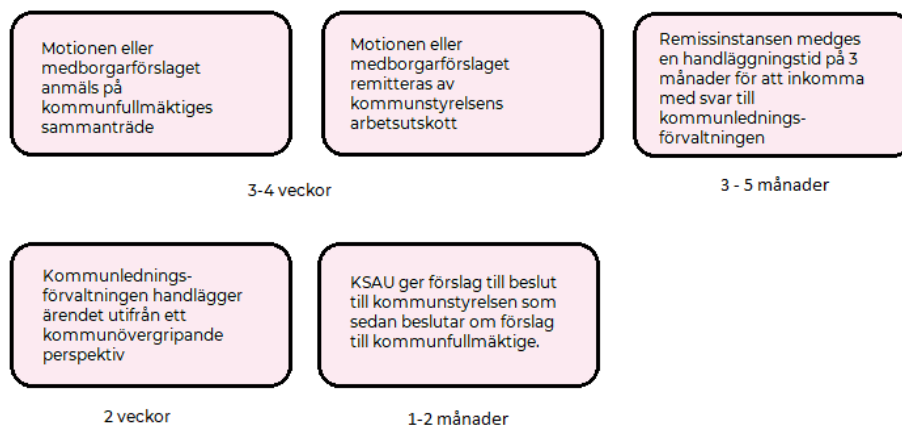 Motionen eller
medborgarförslaget
anmäls på
kommunfullmäktiges
sammanträde
Motionen eller
medborgarförslaget
remitteras av
kommunstyrelsens
arbetsutskott
Remissinstansen medges
en handläggningstid på 3
månader för att inkomma
med svar till
kommunlednings-
förvaltningen
3-4 veckor
3 - 5 månader
Kommunlednings-
förvaltningen handlägger
ärendet utifrån ett
kommunövergripande
perspektiv
KSAU ger förslag till beslut
till kommunstyrelsen som
sedan beslutar om förslag
till kommunfullmäktige.
2 veckor
1-2 månader